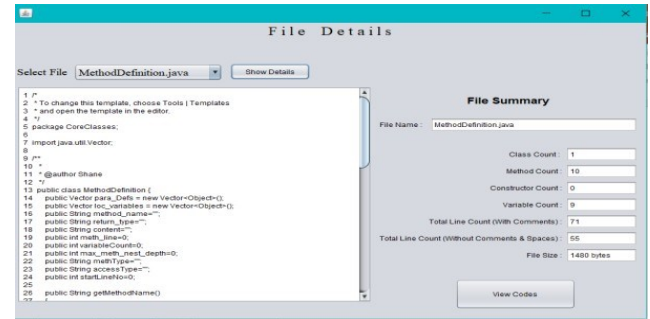 File Details
Select File MethodDefinition.java Show Details
1 /*
2 * To change this template, choose Tools | Templates
3 * and open the template in the editor.
4 */
5 package CoreClasses;
6
7 import java.util.Vector;
8
9 /**
10 *
11 * @author Shane
12 */
13 public class MethodDefinition {
14 public Vector para_Defs = new Vector<Object>();
15 public Vector loc_variables = new Vector<Object>();
16 public String method_name="";
17 public String return_type="";
18 public String content="";
19 public int meth_line=0;
20 public int variableCount=0;
21 public int max_meth_nest_depth=0;
22 public String methType="";
23 public String accessType="";
24 public int startLineNo=0;
25
26 public String getMethodName()
27 {
File Summary
File Name : MethodDefinition.java
Class Count : 1
Method Count : 10
Constructor Count : 0
Variable Count : 9
Total Line Count (With Comments) : 71
Total Line Count (Without Comments & Spaces) : 55
File Size : 1480 bytes
View Codes